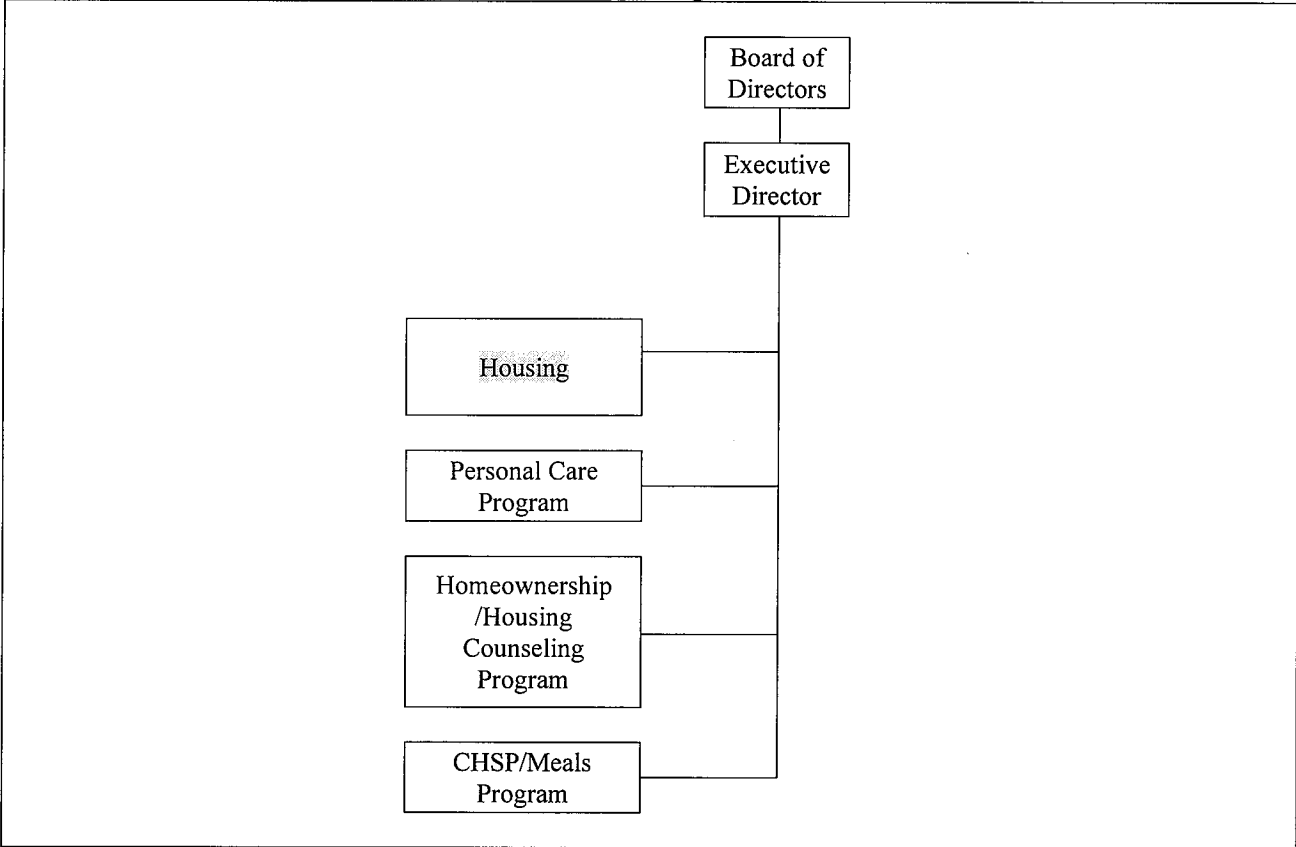 Board of
Directors
Executive
Director
Housing
Personal Care
Program
Homeownership
/Housing
Counseling
Program
CHSP/Meals
Program